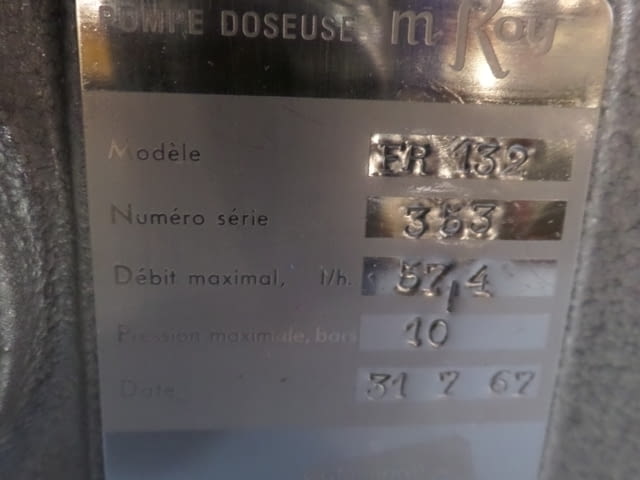 POMPE DOSEUSE m Roy
Modèle FR 132
Numéro série 353
Débit maximal, l/h. 57,4
Pression maximale, bars 10
Date 31 7 67